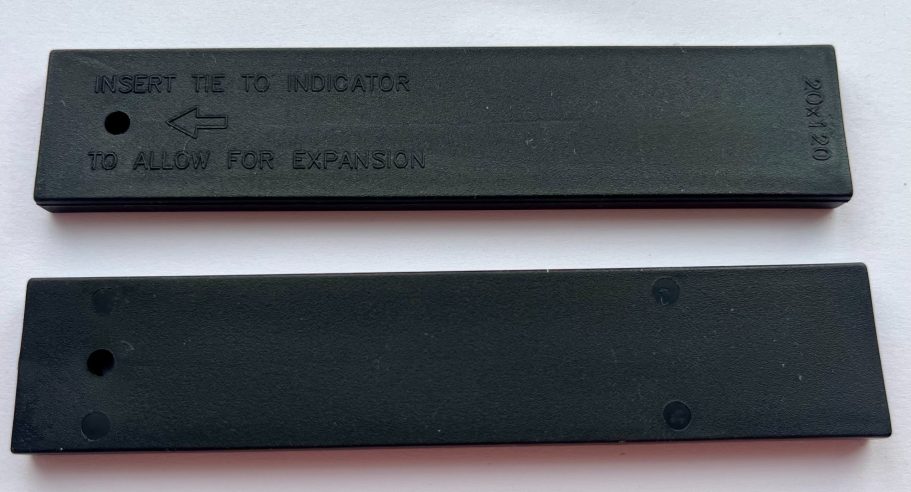 INSERT TIE TO INDICATOR
TO ALLOW FOR EXPANSION
20x120